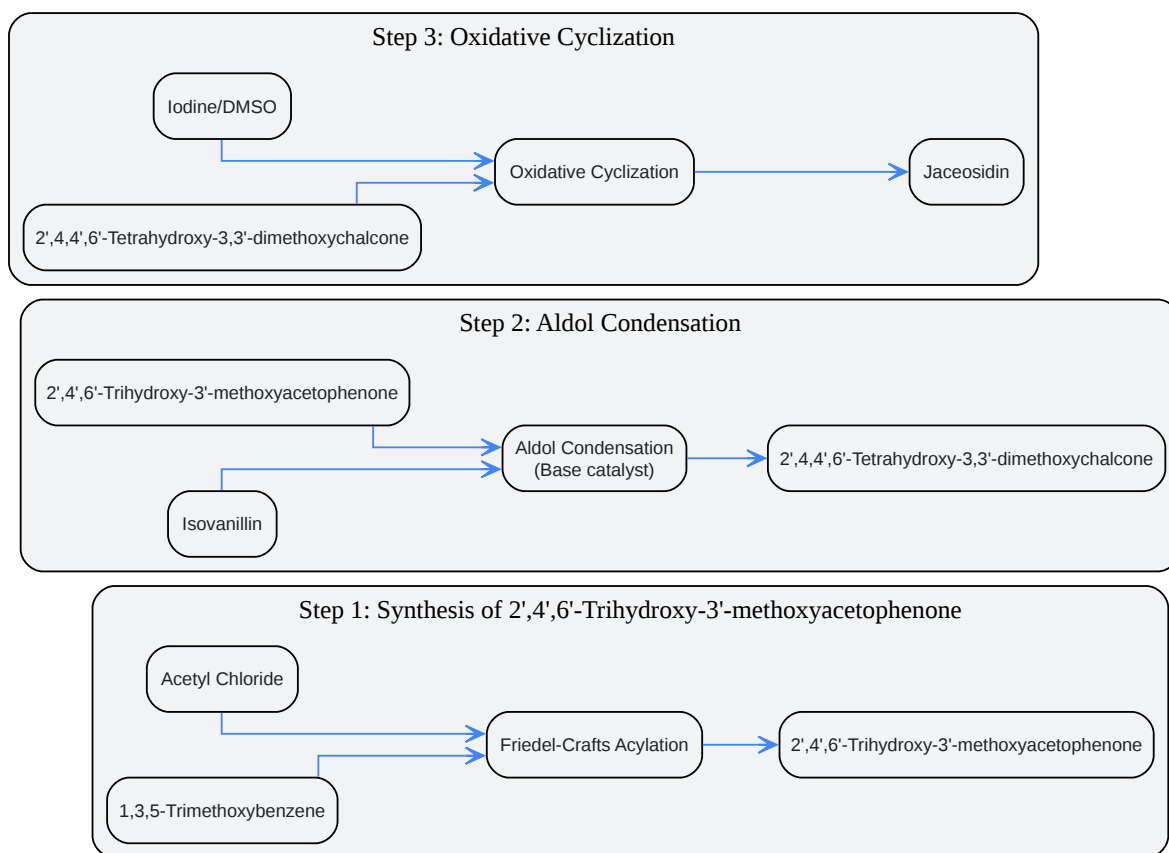 Step 3: Oxidative Cyclization
Iodine/DMSO
Oxidative Cyclization
Jaceosidin
2',4,4',6'-Tetrahydroxy-3,3'-dimethoxychalcone
Step 2: Aldol Condensation
2',4',6'-Trihydroxy-3'-methoxyacetophenone
Aldol Condensation
(Base catalyst)
2',4,4',6'-Tetrahydroxy-3,3'-dimethoxychalcone
Isovanillin
Step 1: Synthesis of 2',4',6'-Trihydroxy-3'-methoxyacetophenone
Acetyl Chloride
Friedel-Crafts Acylation
2',4',6'-Trihydroxy-3'-methoxyacetophenone
1,3,5-Trimethoxybenzene